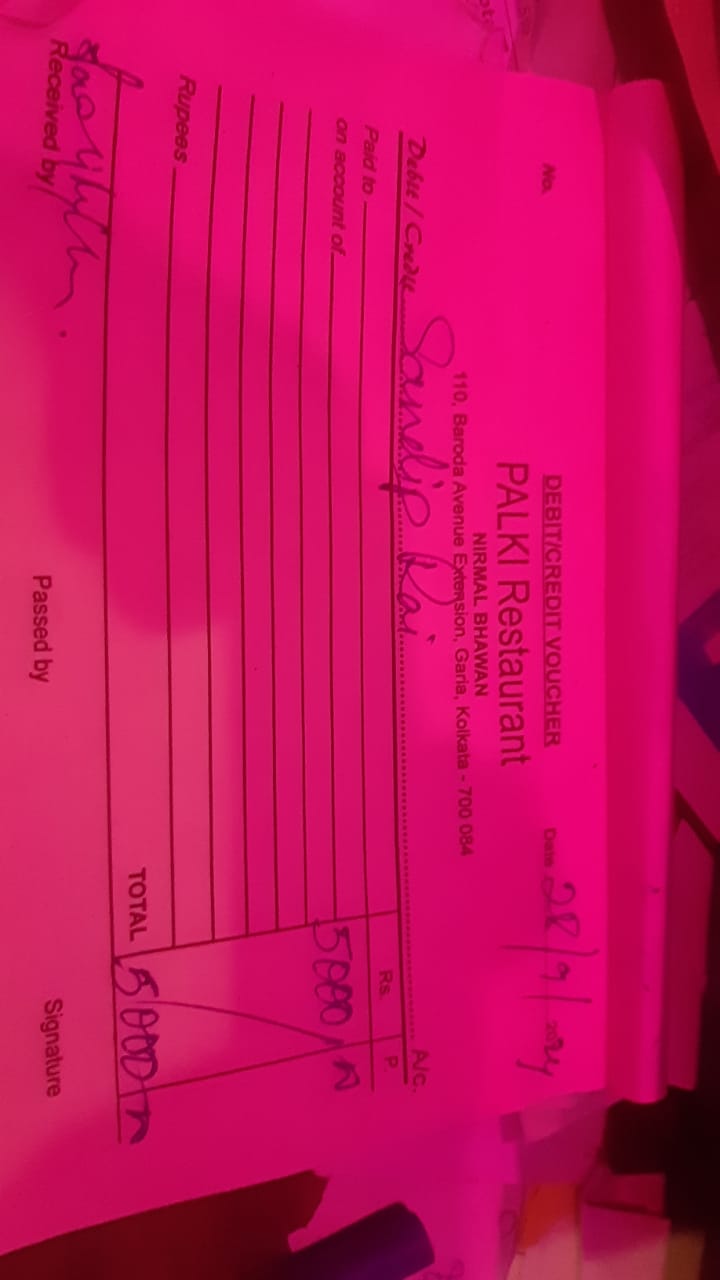 DEBIT/CREDIT VOUCHER
No. Date 28/9/2024
PALKI Restaurant
NIRMAL BHAWAN
110, Baroda Avenue Extension, Garia, Kolkata - 700 084
Debit / Credit Sandip Rai A/c.
Paid to Rs. P.
on account of 5000/-
Rupees
TOTAL 5000/-
Received by Passed by Signature